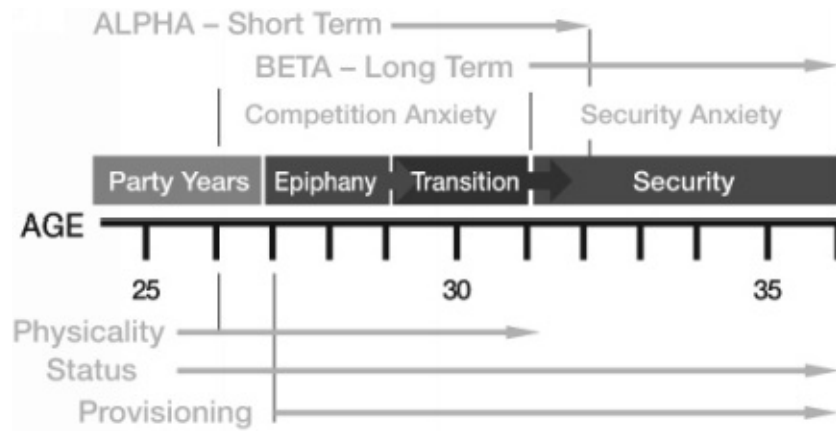 ALPHA – Short Term
BETA – Long Term
Competition Anxiety Security Anxiety
Party Years Epiphany Transition Security
AGE
25 30 35
Physicality
Status
Provisioning